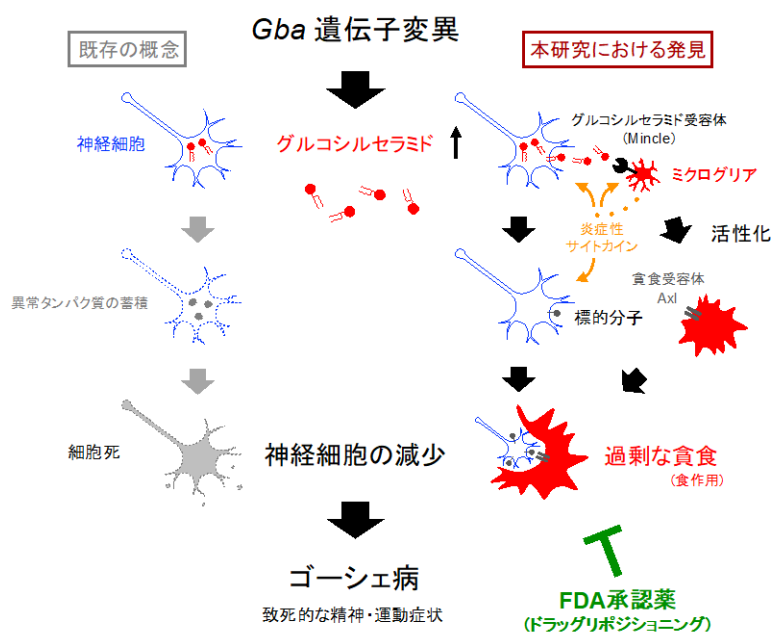 Gba 遺伝子変異
既存の概念
本研究における発見
神経細胞
グルコシルセラミド
グルコシルセラミド受容体
(Mincle)
ミクログリア
炎症性
サイトカイン
活性化
異常タンパク質の蓄積
標的分子
貪食受容体
Axl
細胞死
神経細胞の減少
過剰な貪食
(食作用)
ゴーシェ病
致死的な精神・運動症状
FDA承認薬
(ドラッグリポジショニング)